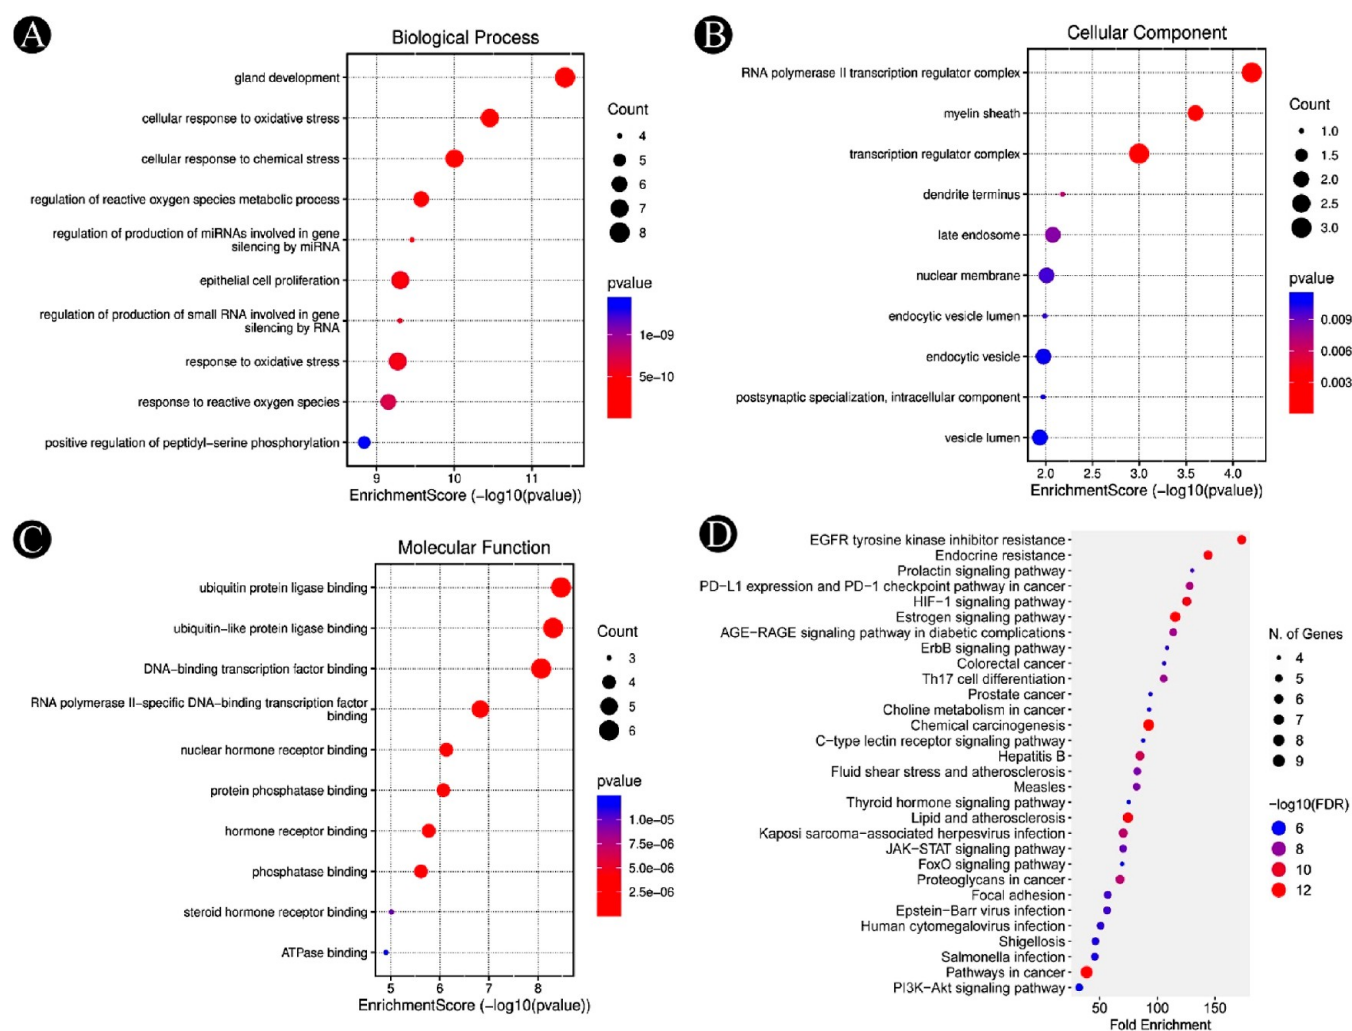 A
Biological Process
gland development
cellular response to oxidative stress
cellular response to chemical stress
regulation of reactive oxygen species metabolic process
regulation of production of miRNAs involved in gene
silencing by miRNA
epithelial cell proliferation
regulation of production of small RNA involved in gene
silencing by RNA
response to oxidative stress
response to reactive oxygen species
positive regulation of peptidyl−serine phosphorylation
9 10 11
EnrichmentScore (−log10(pvalue))
Count
4
5
6
7
8
pvalue
1e−09
5e−10
B
Cellular Component
RNA polymerase II transcription regulator complex
myelin sheath
transcription regulator complex
dendrite terminus
late endosome
nuclear membrane
endocytic vesicle lumen
endocytic vesicle
postsynaptic specialization, intracellular component
vesicle lumen
2.0 2.5 3.0 3.5 4.0
EnrichmentScore (−log10(pvalue))
Count
1.0
1.5
2.0
2.5
3.0
pvalue
0.009
0.006
0.003
C
Molecular Function
ubiquitin protein ligase binding
ubiquitin−like protein ligase binding
DNA−binding transcription factor binding
RNA polymerase II−specific DNA−binding transcription factor
binding
nuclear hormone receptor binding
protein phosphatase binding
hormone receptor binding
phosphatase binding
steroid hormone receptor binding
ATPase binding
5 6 7 8
EnrichmentScore (−log10(pvalue))
Count
3
4
5
6
pvalue
1.0e−05
7.5e−06
5.0e−06
2.5e−06
D
EGFR tyrosine kinase inhibitor resistance
Endocrine resistance
Prolactin signaling pathway
PD−L1 expression and PD−1 checkpoint pathway in cancer
HIF−1 signaling pathway
Estrogen signaling pathway
AGE−RAGE signaling pathway in diabetic complications
ErbB signaling pathway
Colorectal cancer
Th17 cell differentiation
Prostate cancer
Choline metabolism in cancer
Chemical carcinogenesis
C−type lectin receptor signaling pathway
Hepatitis B
Fluid shear stress and atherosclerosis
Measles
Thyroid hormone signaling pathway
Lipid and atherosclerosis
Kaposi sarcoma−associated herpesvirus infection
JAK−STAT signaling pathway
FoxO signaling pathway
Proteoglycans in cancer
Focal adhesion
Epstein−Barr virus infection
Human cytomegalovirus infection
Shigellosis
Salmonella infection
Pathways in cancer
PI3K−Akt signaling pathway
50 100 150
Fold Enrichment
N. of Genes
4
5
6
7
8
9
−log10(FDR)
6
8
10
12